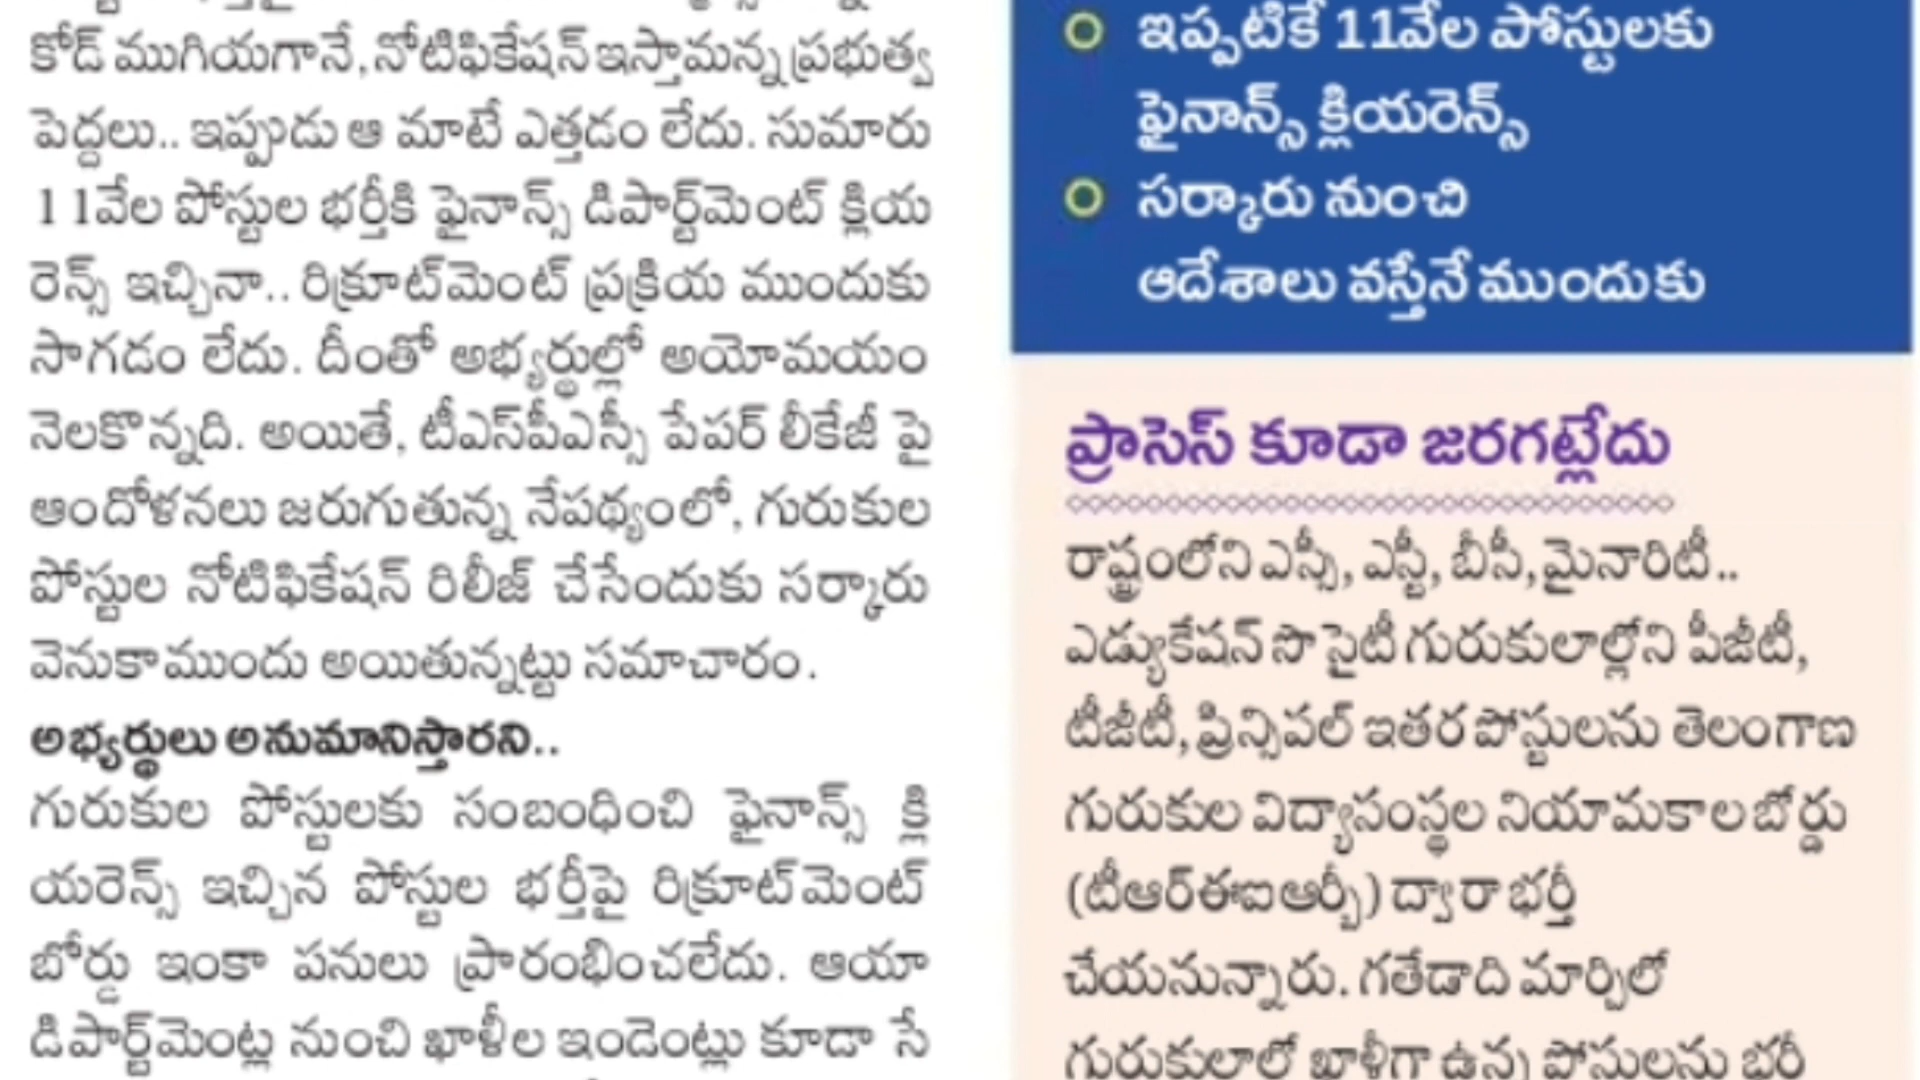 కోడ్ ముగియగానే, నోటిఫికేషన్ ఇస్తామన్న ప్రభుత్వ
పెద్దలు.. ఇప్పుడు ఆ మాటే ఎత్తడం లేదు. సుమారు
11వేల పోస్టుల భర్తీకి ఫైనాన్స్ డిపార్ట్‌మెంట్ క్లియ
రెన్స్ ఇచ్చినా.. రిక్రూట్‌మెంట్ ప్రక్రియ ముందుకు
సాగడం లేదు. దీంతో అభ్యర్థుల్లో అయోమయం
నెలకొన్నది. అయితే, టీఎస్‌పీఎస్సీ పేపర్ లీకేజీ పై
ఆందోళనలు జరుగుతున్న నేపథ్యంలో, గురుకుల
పోస్టుల నోటిఫికేషన్ రిలీజ్ చేసేందుకు సర్కారు
వెనుకాముందు అయితున్నట్టు సమాచారం.
అభ్యర్థులు అనుమానిస్తారని..
గురుకుల పోస్టులకు సంబంధించి ఫైనాన్స్ క్లి
యరెన్స్ ఇచ్చిన పోస్టుల భర్తీపై రిక్రూట్‌మెంట్
బోర్డు ఇంకా పనులు ప్రారంభించలేదు. ఆయా
డిపార్ట్‌మెంట్ల నుంచి ఖాళీల ఇండెంట్లు కూడా సే
ఇప్పటికే 11వేల పోస్టులకు
ఫైనాన్స్ క్లియరెన్స్
సర్కారు నుంచి
ఆదేశాలు వస్తేనే ముందుకు
ప్రాసెస్ కూడా జరగట్లేదు
రాష్ట్రంలోని ఎస్సీ, ఎస్టీ, బీసీ, మైనారిటీ..
ఎడ్యుకేషన్ సొసైటీ గురుకులాల్లోని పీజీటీ,
టీజీటీ, ప్రిన్సిపల్ ఇతర పోస్టులను తెలంగాణ
గురుకుల విద్యాసంస్థల నియామకాల బోర్డు
(టీఆర్ఈఐఆర్బీ) ద్వారా భర్తీ
చేయనున్నారు. గతేడాది మార్చిలో
గురుకులాల్లో ఖాళీగా ఉన్న పోస్టులను భర్తీ